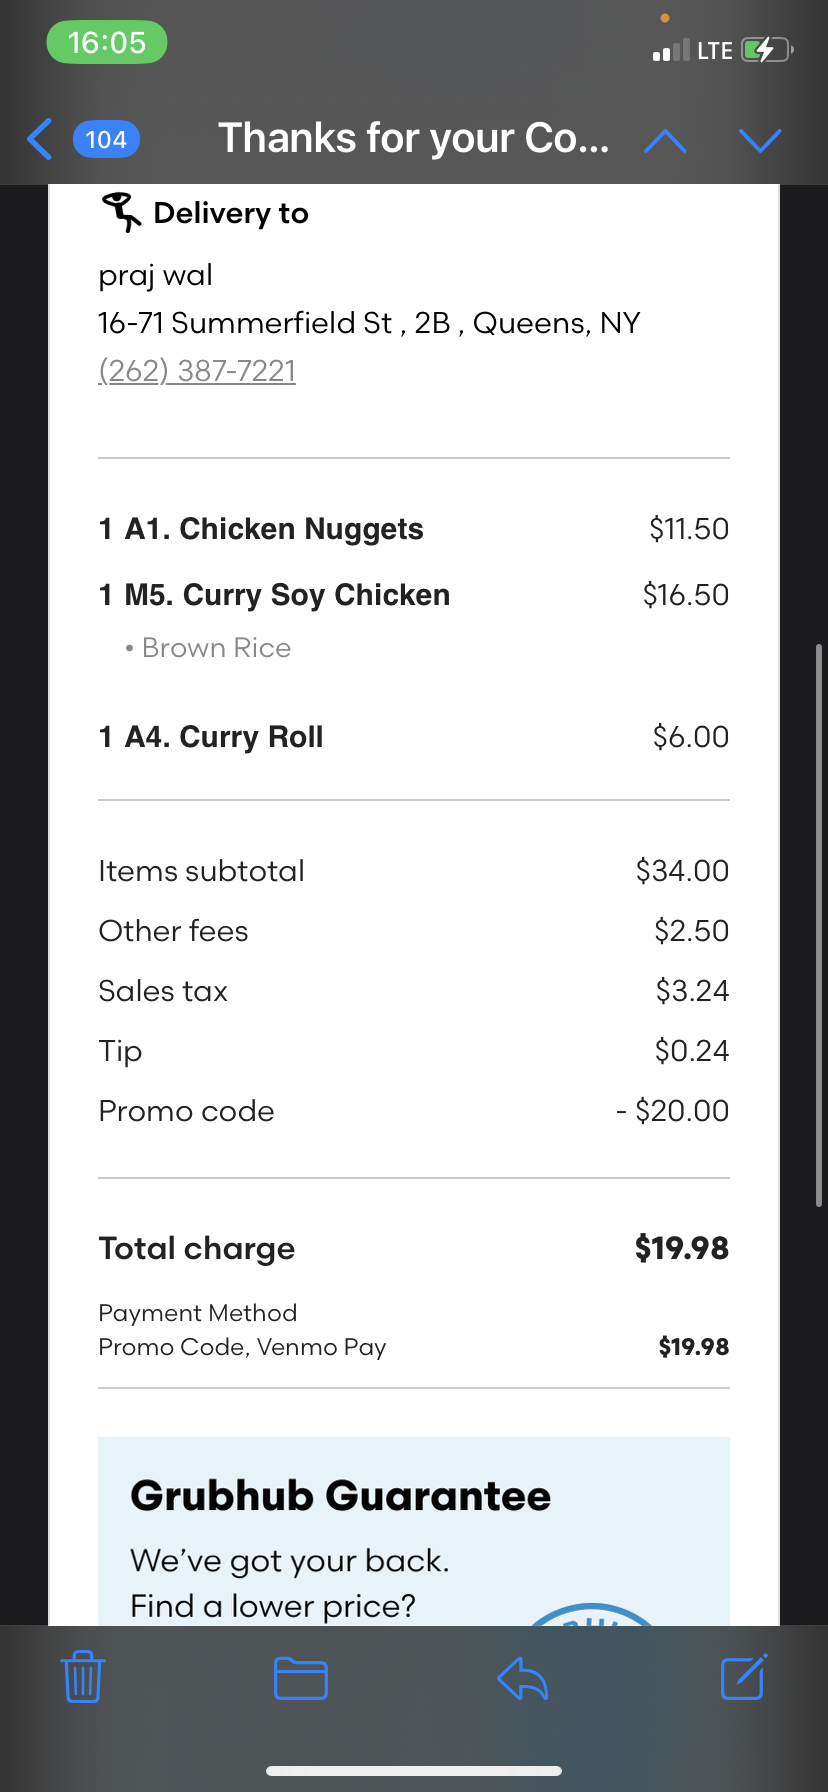 16:05
LTE
104
Thanks for your Co...
Delivery to
praj wal
16-71 Summerfield St , 2B , Queens, NY
(262) 387-7221
1 A1. Chicken Nuggets $11.50
1 M5. Curry Soy Chicken $16.50
• Brown Rice
1 A4. Curry Roll $6.00
Items subtotal $34.00
Other fees $2.50
Sales tax $3.24
Tip $0.24
Promo code - $20.00
Total charge $19.98
Payment Method
Promo Code, Venmo Pay $19.98
Grubhub Guarantee
We’ve got your back.
Find a lower price?